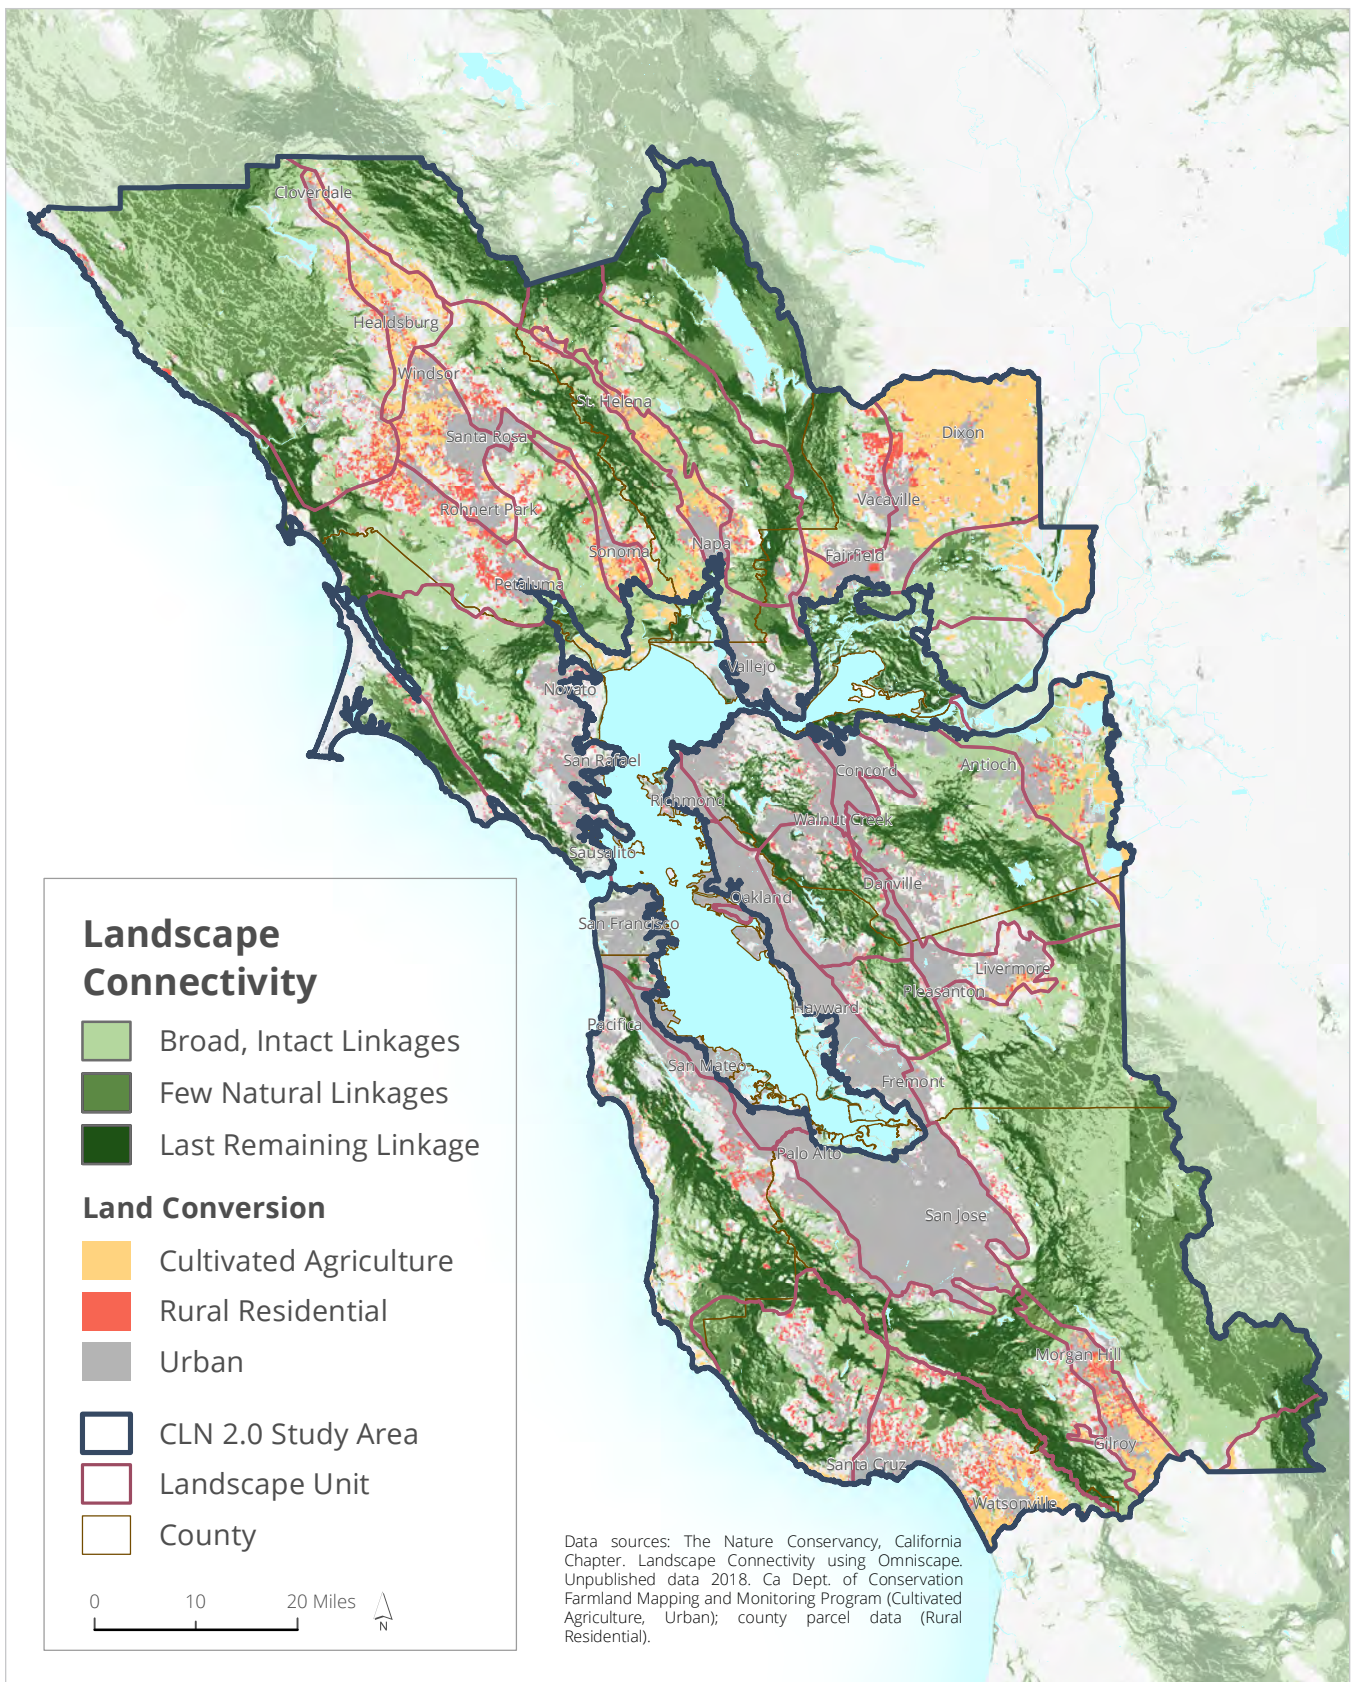 Cloverdale
Healdsburg
Windsor
St. Helena
Santa Rosa
Dixon
Vacaville
Rohnert Park
Napa
Sonoma
Fairfield
Petaluma
Vallejo
Novato
San Rafael
Concord
Antioch
Richmond
Walnut Creek
Sausalito
Danville
Oakland
San Francisco
Livermore
Pleasanton
Hayward
Pacifica
San Mateo
Fremont
Palo Alto
San Jose
Morgan Hill
Gilroy
Santa Cruz
Watsonville
Landscape
Connectivity
Broad, Intact Linkages
Few Natural Linkages
Last Remaining Linkage
Land Conversion
Cultivated Agriculture
Rural Residential
Urban
CLN 2.0 Study Area
Landscape Unit
County
0 10 20 Miles
N
Data sources: The Nature Conservancy, California
Chapter. Landscape Connectivity using Omniscape.
Unpublished data 2018. Ca Dept. of Conservation
Farmland Mapping and Monitoring Program (Cultivated
Agriculture, Urban); county parcel data (Rural
Residential).